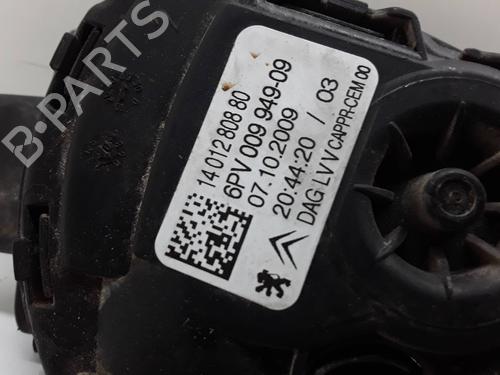 B-PARTS
14 012 808 80
6PV 009 949-09
07.10.2009
20:44:20 / 03
DAG LV V CAPPR-CEM 00